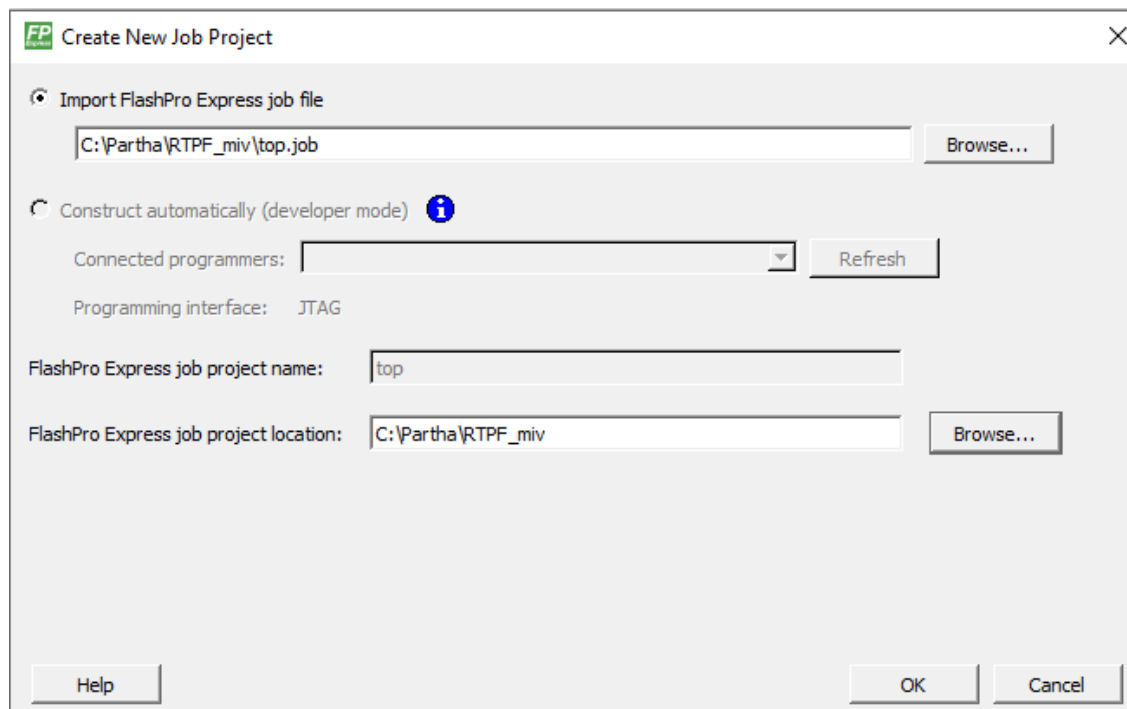 FP
Express
Create New Job Project
Import FlashPro Express job file
C:\Partha\RTPF_miv\top.job
Browse...
Construct automatically (developer mode)
i
Connected programmers:
Refresh
Programming interface: JTAG
FlashPro Express job project name: top
FlashPro Express job project location: C:\Partha\RTPF_miv
Browse...
Help
OK
Cancel